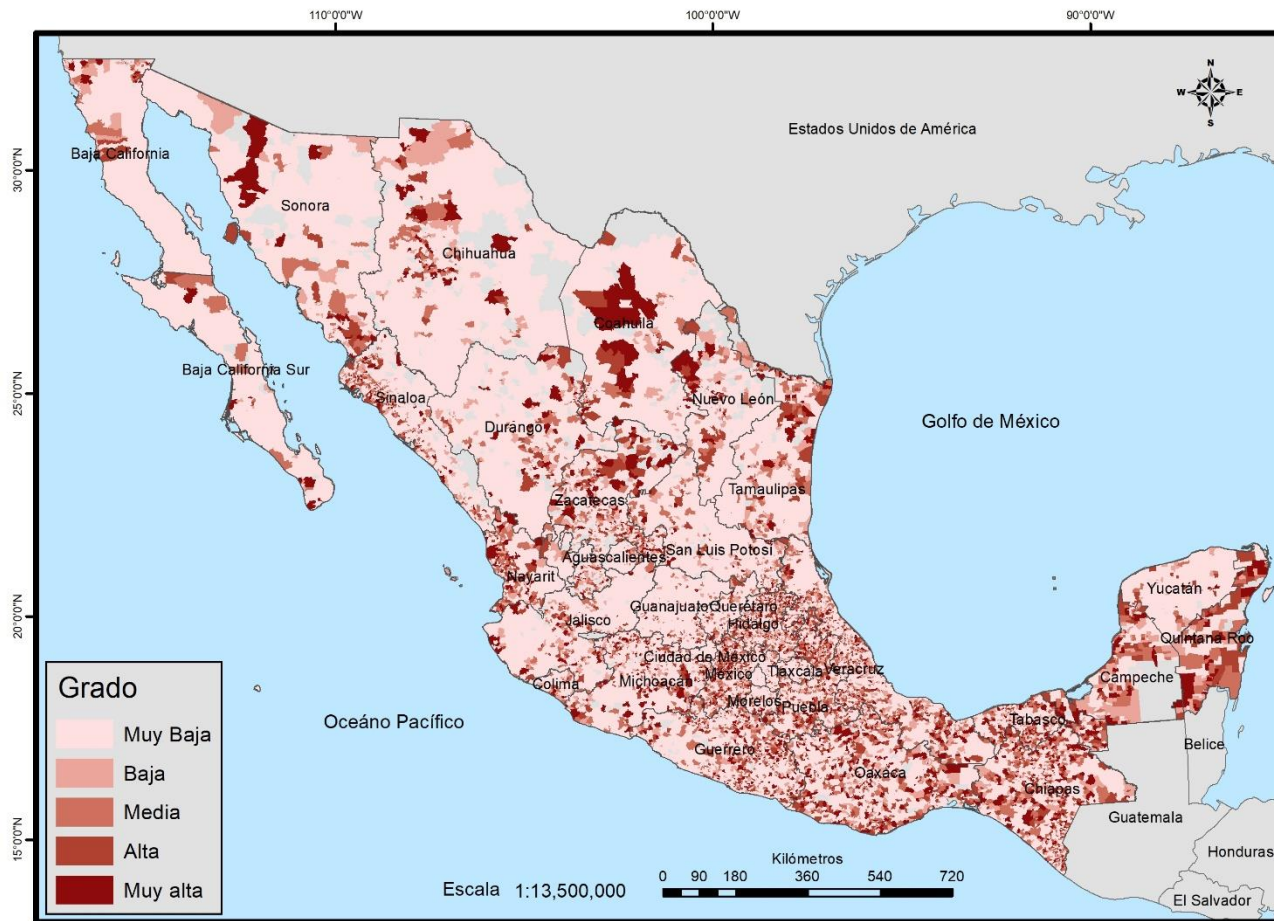 110°0'0"W
100°0'0"W
90°0'0"W
N
W
E
S
Estados Unidos de América
30°0'0"N
Baja California
Sonora
Chihuahua
Coahuila
25°0'0"N
Baja California Sur
Sinaloa
Nuevo León
Durango
Golfo de México
Zacatecas
Tamaulipas
Aguascalientes
San Luis Potosí
Nayarit
Yucatán
20°0'0"N
Guanajuato
Querétaro
Hidalgo
Jalisco
Quintana Roo
Ciudad de México
México
Tlaxcala
Veracruz
Colima
Michoacán
Campeche
Morelos
Puebla
Océano Pacífico
Tabasco
Guerrero
Belice
Oaxaca
Chiapas
Guatemala
15°0'0"N
Honduras
El Salvador
Grado
Muy Baja
Baja
Media
Alta
Muy alta
Escala 1:13,500,000
Kilómetros
0 90 180 360 540 720